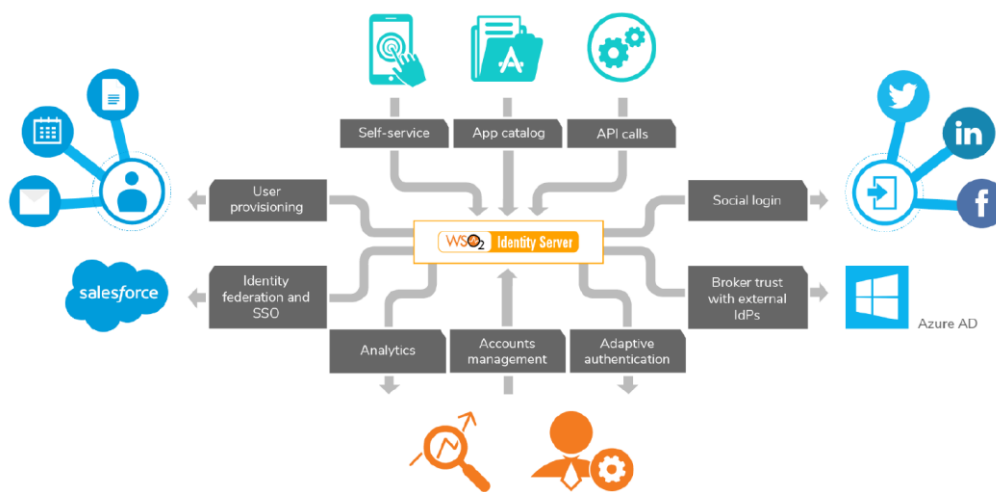 Self-service
App catalog
API calls
User
provisioning
Social login
WSO2 Identity Server
in
f
salesforce
Identity
federation and
SSO
Broker trust
with external
IdPs
Azure AD
Analytics
Accounts
management
Adaptive
authentication